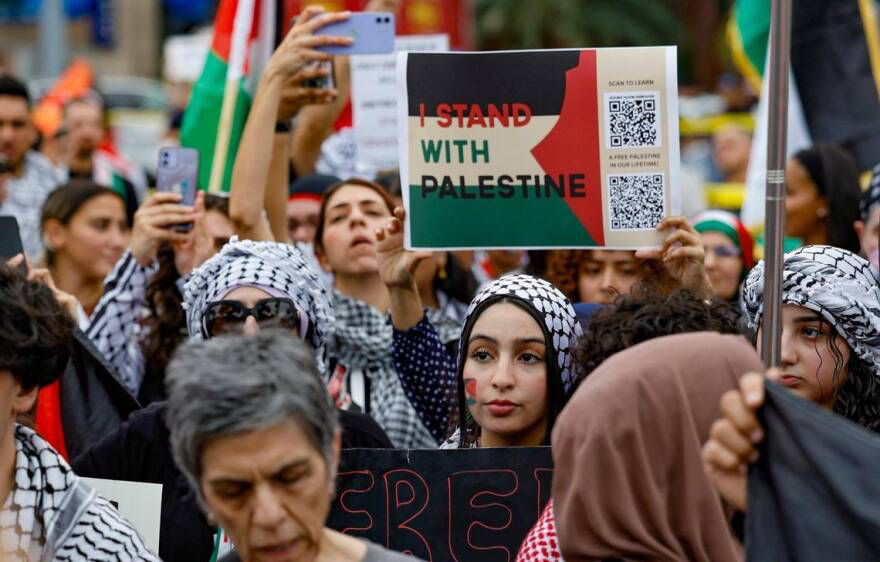 I STAND
WITH
PALESTINE
SCAN TO LEARN
A FREE PALESTINE
IN OUR LIFETIME!
FREE